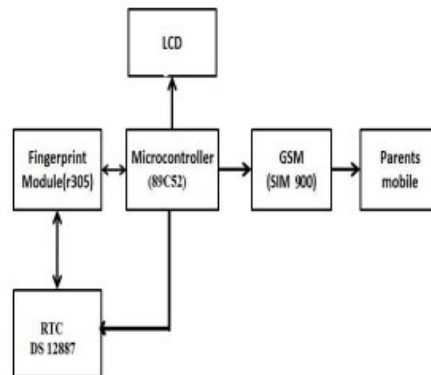 LCD
Fingerprint
Module(r305)
Microcontroller
(89C52)
GSM
(SIM 900)
Parents
mobile
RTC
DS 12887